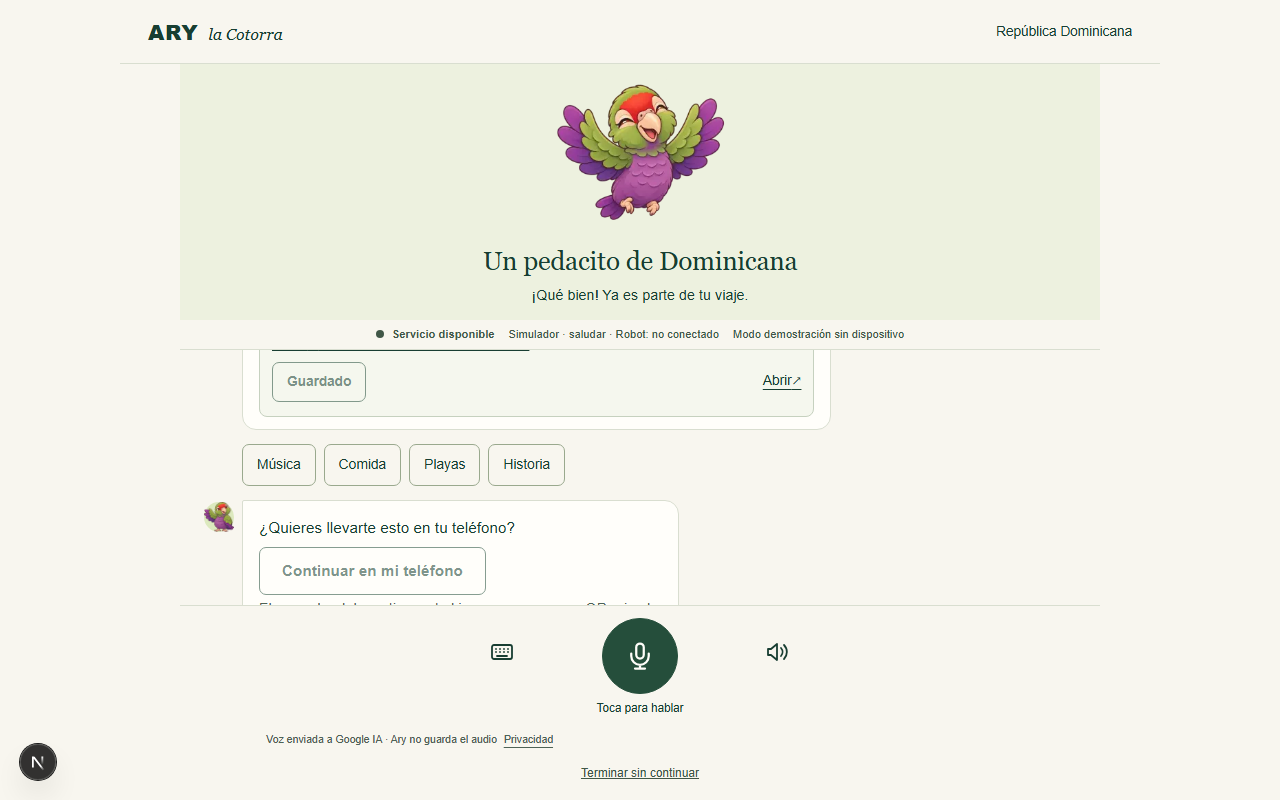 ARY la Cotorra
República Dominicana
Un pedacito de Dominicana
¡Qué bien! Ya es parte de tu viaje.
Servicio disponible Simulador · saludar · Robot: no conectado Modo demostración sin dispositivo
Guardado
Abrir↗
Música Comida Playas Historia
¿Quieres llevarte esto en tu teléfono?
Continuar en mi teléfono
Toca para hablar
Voz enviada a Google IA · Ary no guarda el audio Privacidad
N
Terminar sin continuar